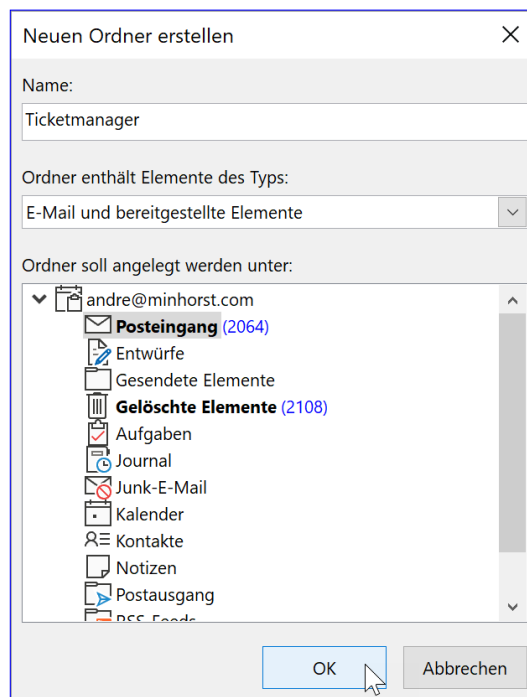 Neuen Ordner erstellen
Name:
Ticketmanager
Ordner enthält Elemente des Typs:
E-Mail und bereitgestellte Elemente
Ordner soll angelegt werden unter:
andre@minhorst.com
Posteingang (2064)
Entwürfe
Gesendete Elemente
Gelöschte Elemente (2108)
Aufgaben
Journal
Junk-E-Mail
Kalender
Kontakte
Notizen
Postausgang
RSS-Feeds
OK Abbrechen